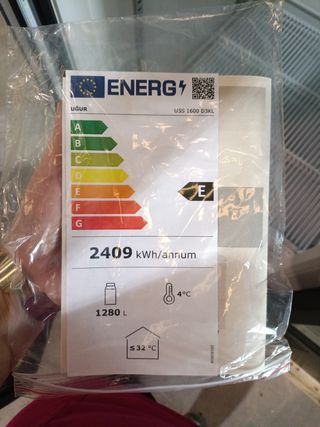 ENERG
UĞUR
USS 1600 D3KL
A
B
C
D
E
F
G
E
2409 kWh/annum
1280 L
4°C
≤ 32 °C